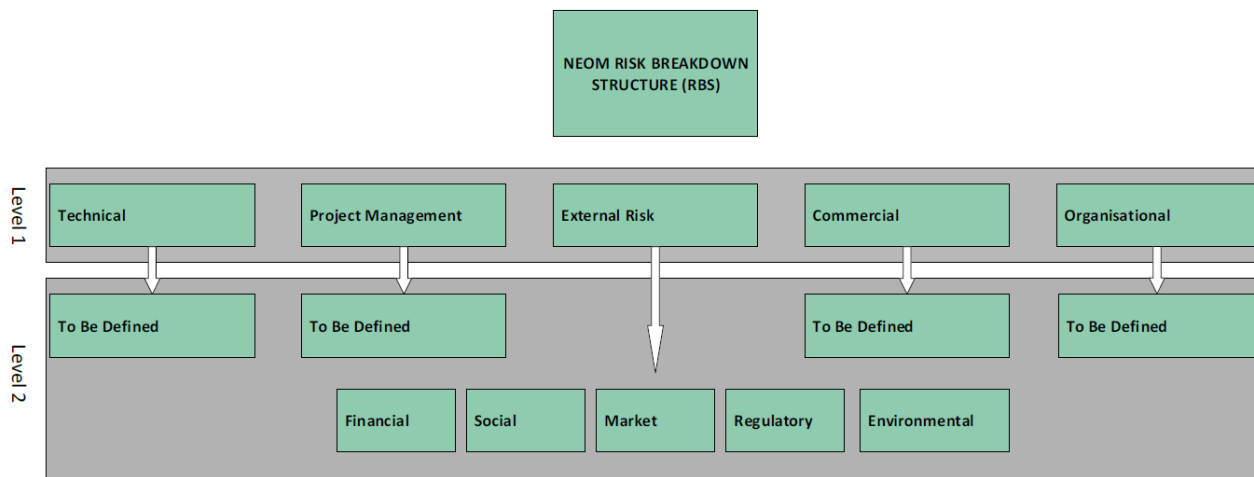 NEOM RISK BREAKDOWN
STRUCTURE (RBS)
Level 1
Technical
Project Management
External Risk
Commercial
Organisational
Level 2
To Be Defined
To Be Defined
To Be Defined
To Be Defined
Financial
Social
Market
Regulatory
Environmental